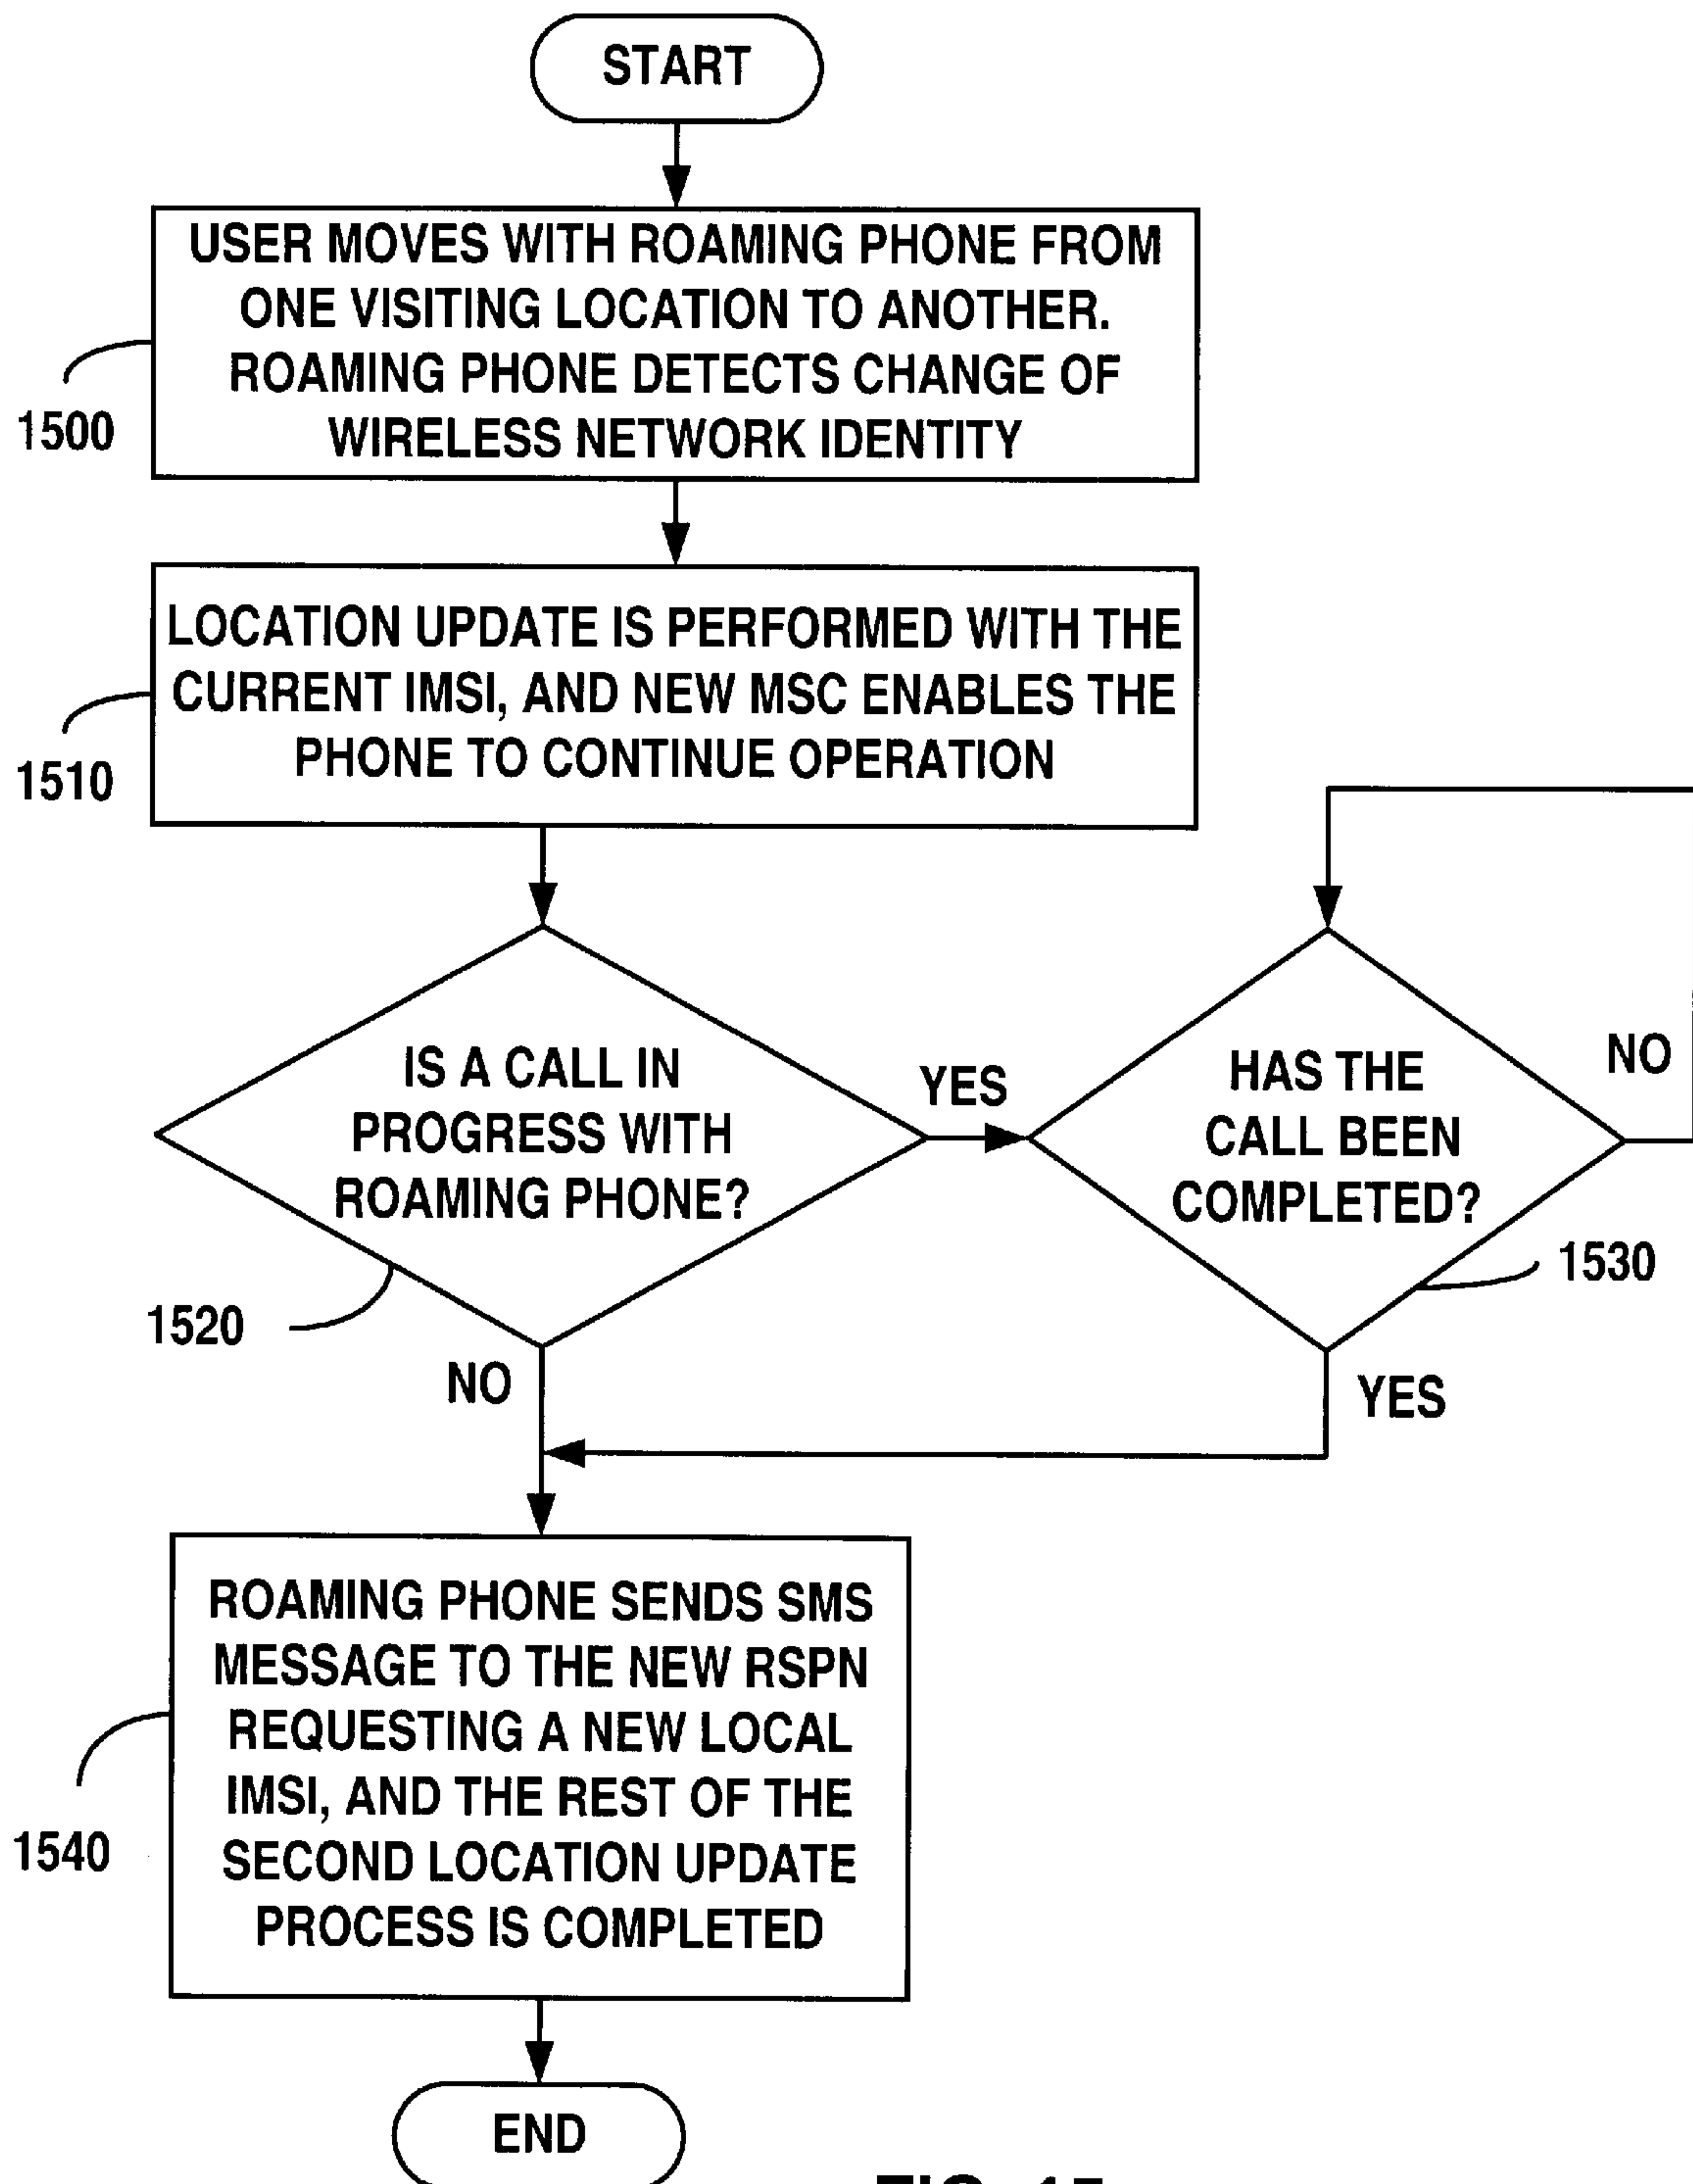 START
USER MOVES WITH ROAMING PHONE FROM
ONE VISITING LOCATION TO ANOTHER.
ROAMING PHONE DETECTS CHANGE OF
WIRELESS NETWORK IDENTITY
1500
LOCATION UPDATE IS PERFORMED WITH THE
CURRENT IMSI, AND NEW MSC ENABLES THE
PHONE TO CONTINUE OPERATION
1510
IS A CALL IN
PROGRESS WITH
ROAMING PHONE?
1520
YES
HAS THE
CALL BEEN
COMPLETED?
NO
1530
NO
YES
ROAMING PHONE SENDS SMS
MESSAGE TO THE NEW RSPN
REQUESTING A NEW LOCAL
IMSI, AND THE REST OF THE
SECOND LOCATION UPDATE
PROCESS IS COMPLETED
1540
END